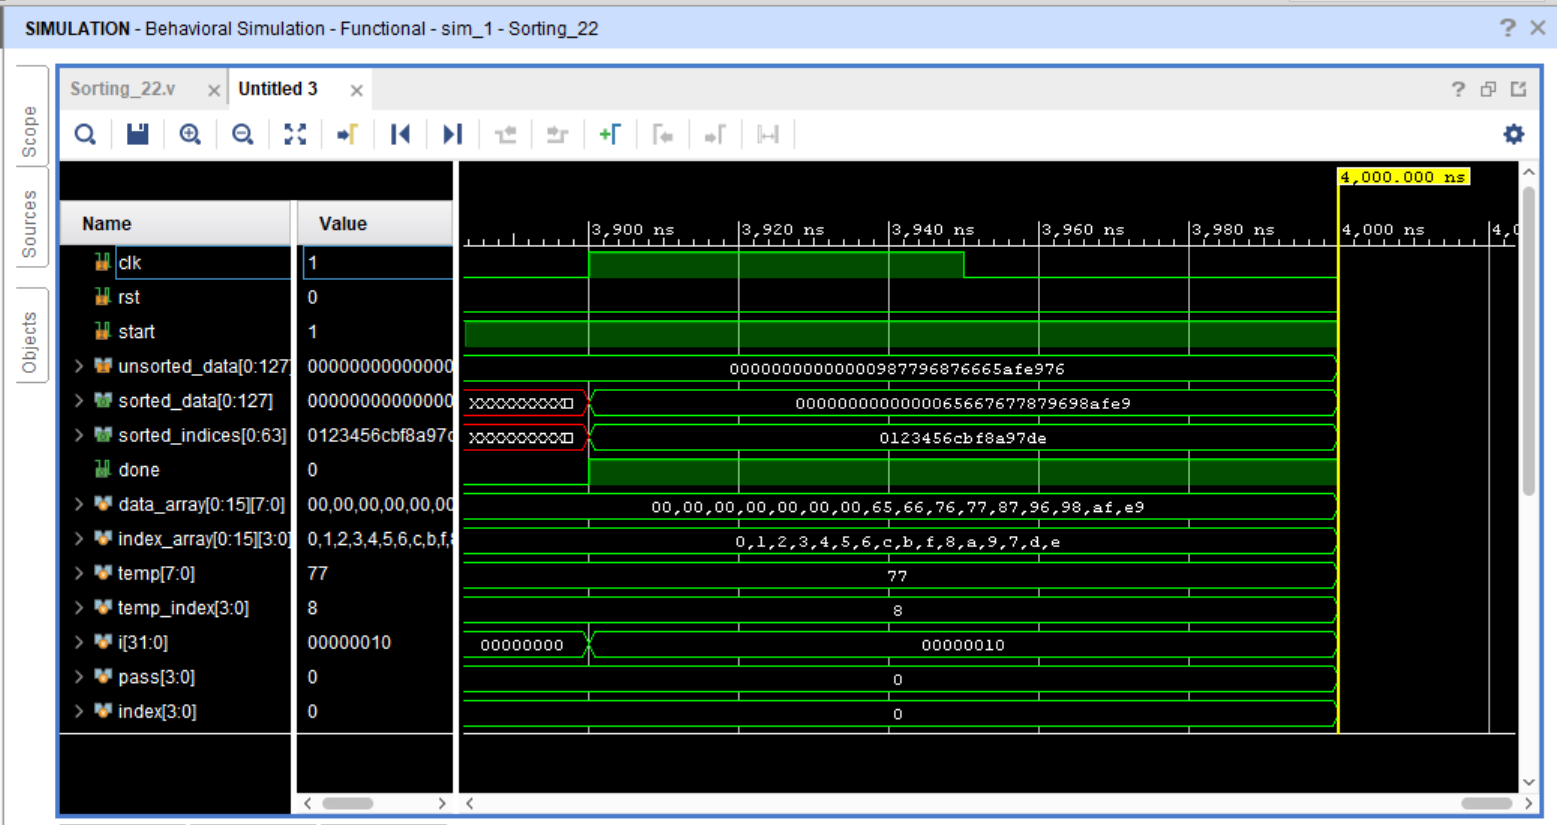 SIMULATION - Behavioral Simulation - Functional - sim_1 - Sorting_22
Scope
Sources
Objects
Sorting_22.v
Untitled 3
4,000.000 ns
Name Value
3,900 ns 3,920 ns 3,940 ns 3,960 ns 3,980 ns 4,000 ns 4,0
clk 1
rst 0
start 1
unsorted_data[0:127] 00000000000000 00000000000000987796876665afe976
sorted_data[0:127] 00000000000000 XXXXXXXXXX 0000000000000065667677879698afe9
sorted_indices[0:63] 0123456cbf8a97d XXXXXXXXXX 0123456cbf8a97de
done 0
data_array[0:15][7:0] 00,00,00,00,00,00 00,00,00,00,00,00,00,65,66,76,77,87,96,98,af,e9
index_array[0:15][3:0] 0,1,2,3,4,5,6,c,b,f,8 0,1,2,3,4,5,6,c,b,f,8,a,9,7,d,e
temp[7:0] 77 77
temp_index[3:0] 8 8
i[31:0] 00000010 00000000 00000010
pass[3:0] 0 0
index[3:0] 0 0